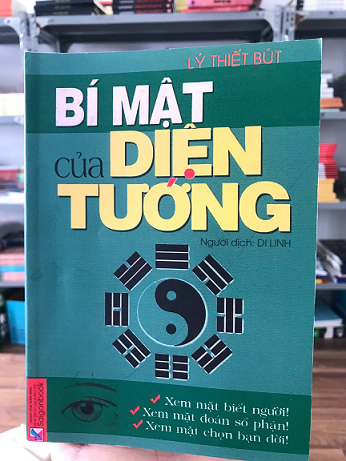 LÝ THIẾT BÚT
BÍ MẬT
của DIỆN
TƯỚNG
Người dịch: DI LINH
Xem mặt biết người!
Xem mặt đoán số phận!
Xem mặt chọn bạn đời!
Saigonbook